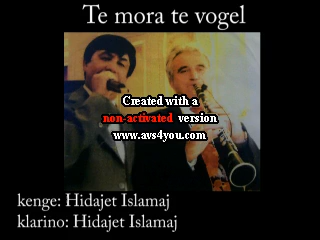 Te mora te vogel
Created with a
non-activated version
www.avs4you.com
kenge: Hidajet Islamaj
klarino: Hidajet Islamaj